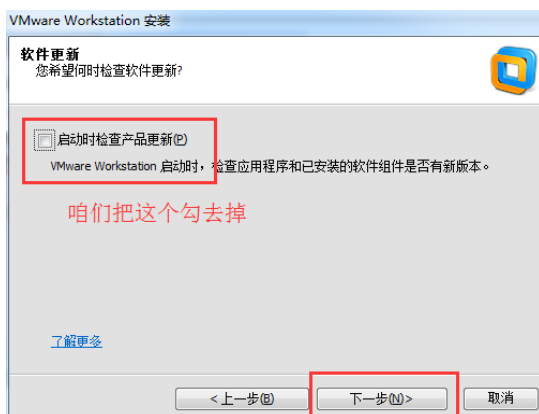 VMware Workstation 安装
软件更新
您希望何时检查软件更新?
启动时检查产品更新(P)
VMware Workstation 启动时，检查应用程序和已安装的软件组件是否有新版本。
咱们把这个勾去掉
了解更多
<上一步(B)
下一步(N)>
取消